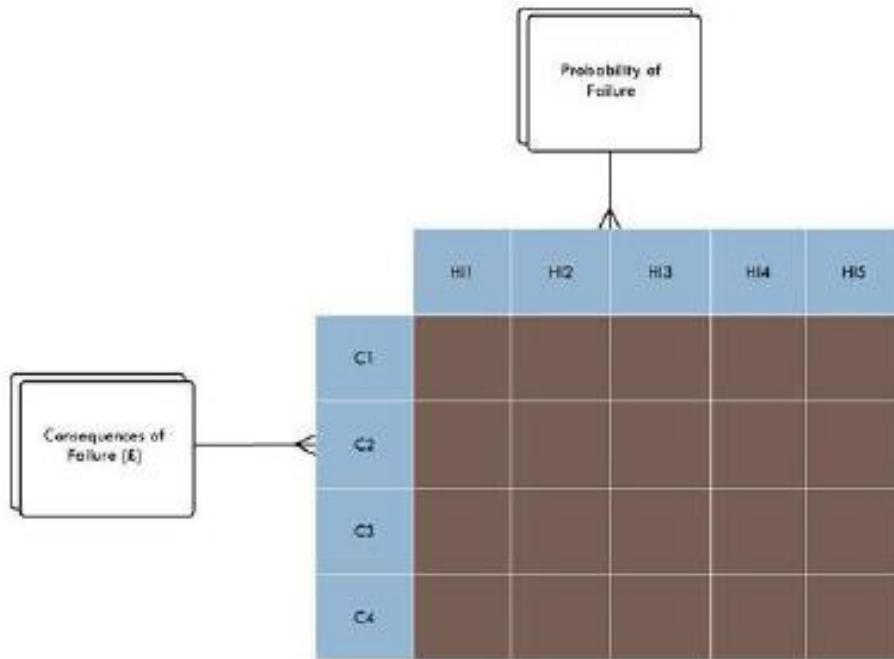 Probability of
Failure
HI1 HI2 HI3 HI4 HI5
C1
Consequences of
Failure (£)
C2
C3
C4